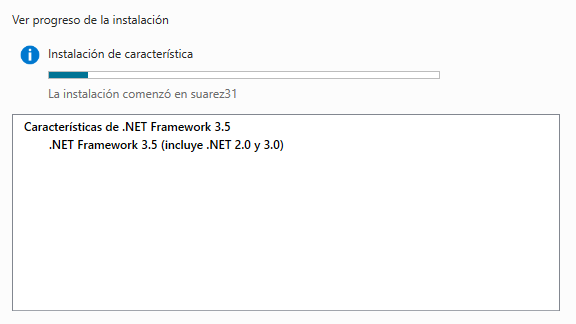 Ver progreso de la instalación
Instalación de característica
La instalación comenzó en suarez31
Características de .NET Framework 3.5
.NET Framework 3.5 (incluye .NET 2.0 y 3.0)